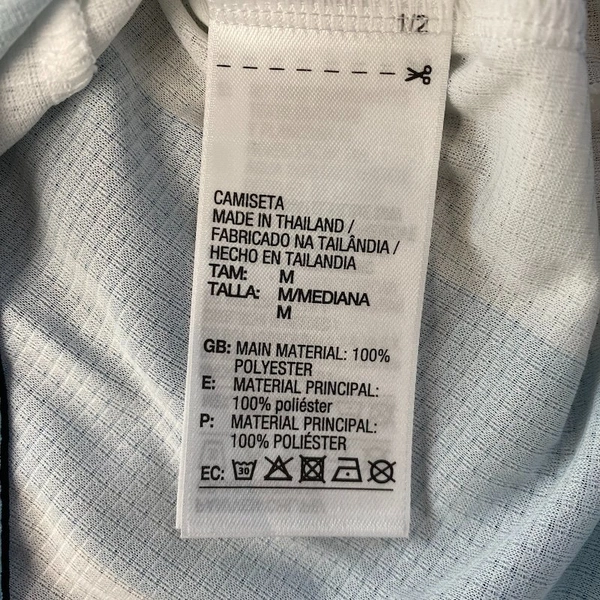 1/2
CAMISETA
MADE IN THAILAND /
FABRICADO NA TAILÂNDIA /
HECHO EN TAILANDIA
TAM: M
TALLA: M/MEDIANA
M
GB: MAIN MATERIAL: 100%
POLYESTER
E: MATERIAL PRINCIPAL:
100% poliéster
P: MATERIAL PRINCIPAL:
100% POLIÉSTER
EC: 30